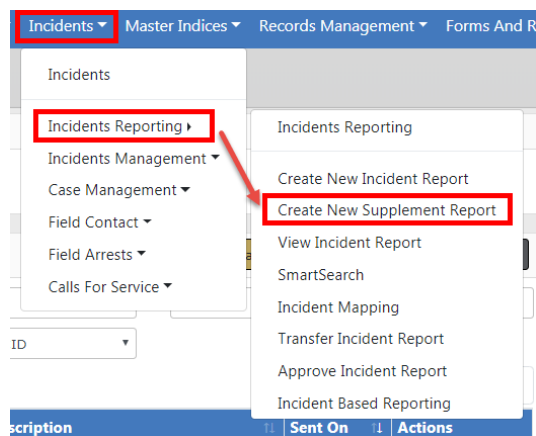 Incidents Master Indices Records Management Forms And R
Incidents
Incidents Reporting
Incidents Management
Case Management
Field Contact
Field Arrests
Calls For Service
Incidents Reporting
Create New Incident Report
Create New Supplement Report
View Incident Report
SmartSearch
Incident Mapping
Transfer Incident Report
Approve Incident Report
Incident Based Reporting
ID
scription Sent On Actions